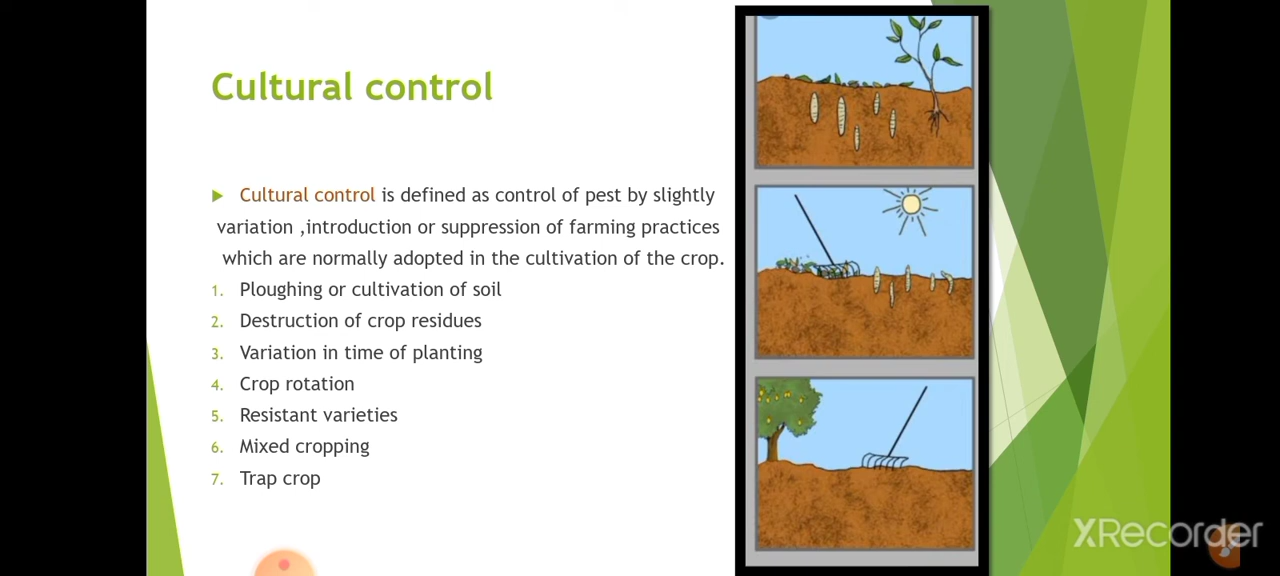 Cultural control
Cultural control is defined as control of pest by slightly
variation ,introduction or suppression of farming practices
which are normally adopted in the cultivation of the crop.
1. Ploughing or cultivation of soil
2. Destruction of crop residues
3. Variation in time of planting
4. Crop rotation
5. Resistant varieties
6. Mixed cropping
7. Trap crop
XRecorder